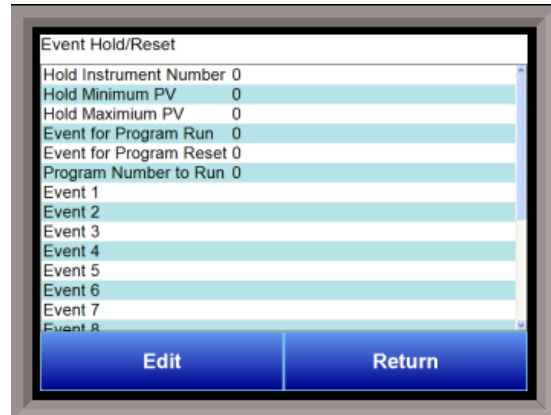 Event Hold/Reset
Hold Instrument Number 0
Hold Minimum PV 0
Hold Maximium PV 0
Event for Program Run 0
Event for Program Reset 0
Program Number to Run 0
Event 1
Event 2
Event 3
Event 4
Event 5
Event 6
Event 7
Event 8
Edit Return